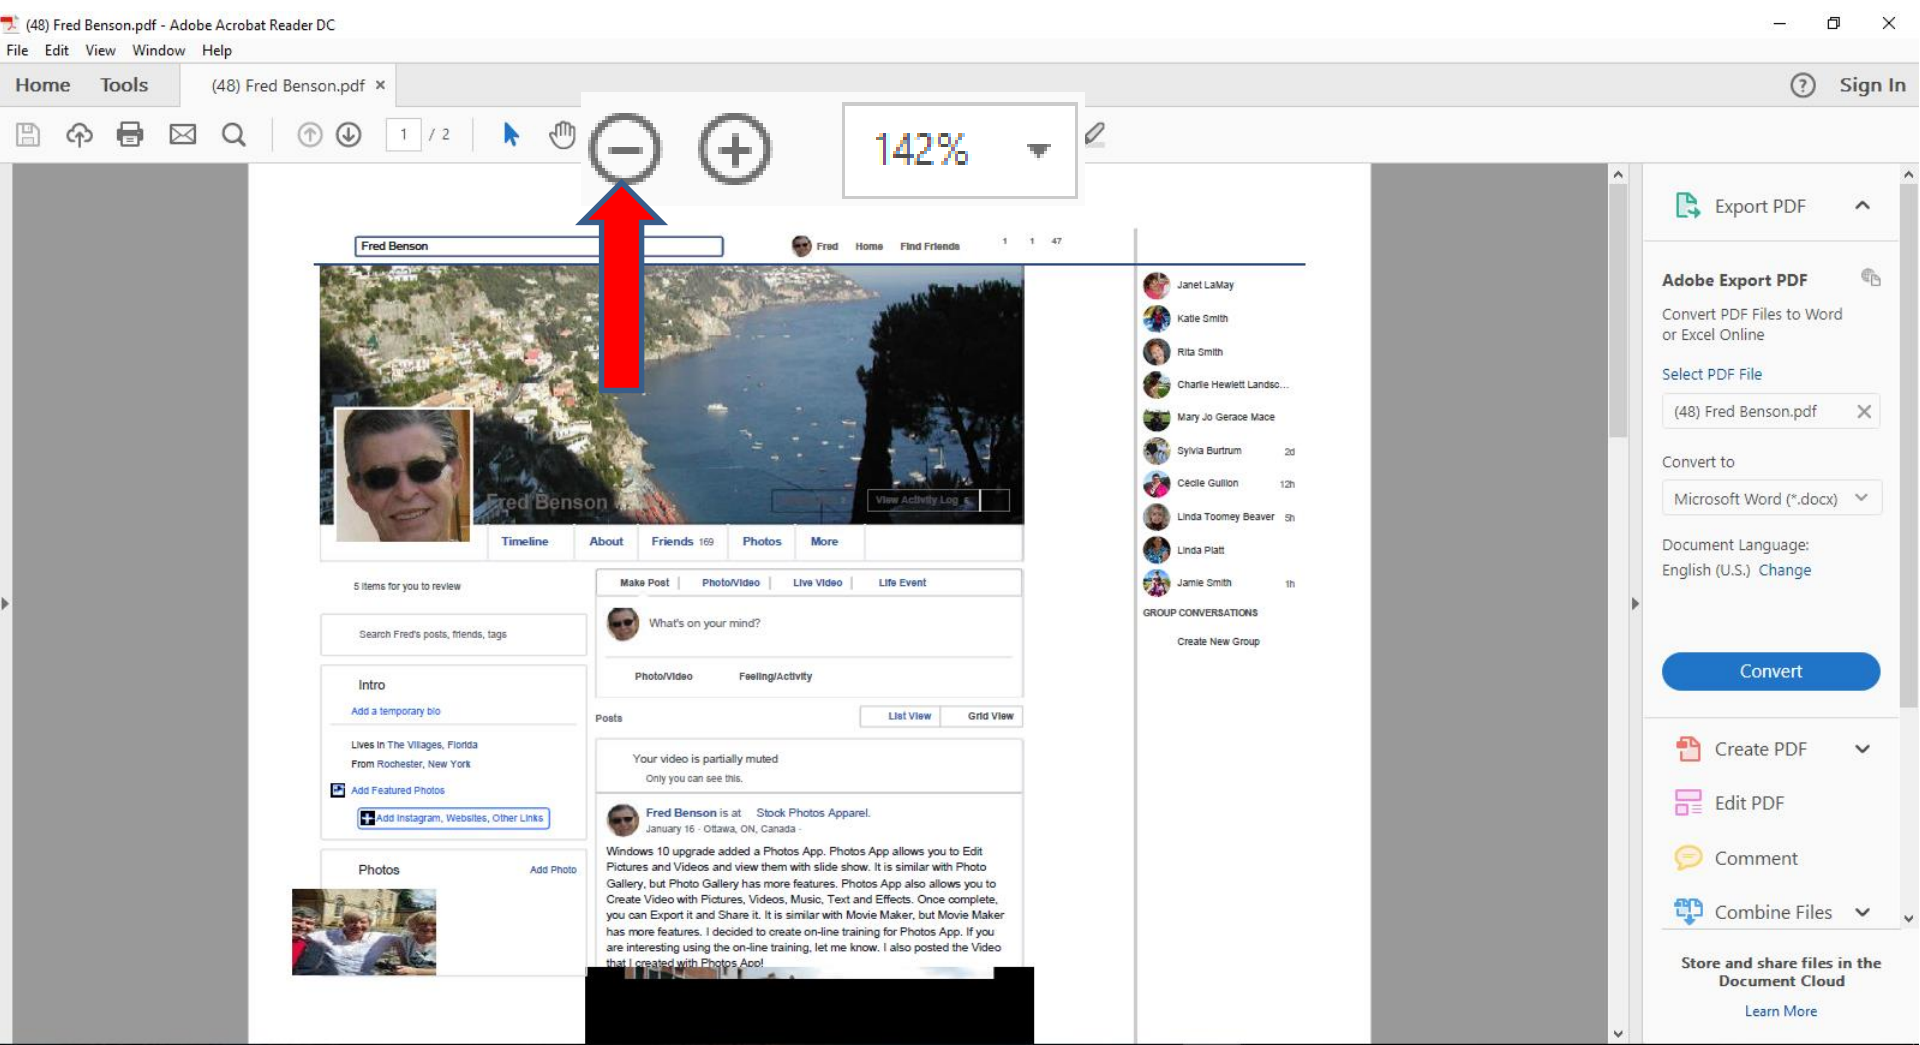 (48) Fred Benson.pdf - Adobe Acrobat Reader DC
File Edit View Window Help
Home Tools (48) Fred Benson.pdf × ? Sign In
1 / 2 142%
Export PDF
Adobe Export PDF
Convert PDF Files to Word
or Excel Online
Select PDF File
(48) Fred Benson.pdf
Convert to
Microsoft Word (*.docx)
Document Language:
English (U.S.) Change
Convert
Create PDF
Edit PDF
Comment
Combine Files
Store and share files in the
Document Cloud
Learn More
Fred Benson Fred Home Find Friends 1 1 47
Fred Benson
View Activity Log
Timeline About Friends 169 Photos More
5 items for you to review
Search Fred's posts, friends, tags
Intro
Add a temporary bio
Lives in The Villages, Florida
From Rochester, New York
Add Featured Photos
Add Instagram, Websites, Other Links
Photos Add Photo
Make Post Photo/Video Live Video Life Event
What's on your mind?
Photo/Video Feeling/Activity
Posts List View Grid View
Your video is partially muted
Only you can see this.
Fred Benson is at Stock Photos Apparel.
January 16 · Ottawa, ON, Canada ·
Windows 10 upgrade added a Photos App. Photos App allows you to Edit
Pictures and Videos and view them with slide show. It is similar with Photo
Gallery, but Photo Gallery has more features. Photos App also allows you to
Create Video with Pictures, Videos, Music, Text and Effects. Once complete,
you can Export it and Share it. It is similar with Movie Maker, but Movie Maker
has more features. I decided to create on-line training for Photos App. If you
are interesting using the on-line training, let me know. I also posted the Video
that I created with Photos App!
Janet LaMay
Katie Smith
Rita Smith
Charlie Hewlett Landsc...
Mary Jo Gerace Mace
Sylvia Burtrum 2d
Cécile Guillon 12h
Linda Toomey Beaver 5h
Linda Platt
Jamie Smith 1h
GROUP CONVERSATIONS
Create New Group